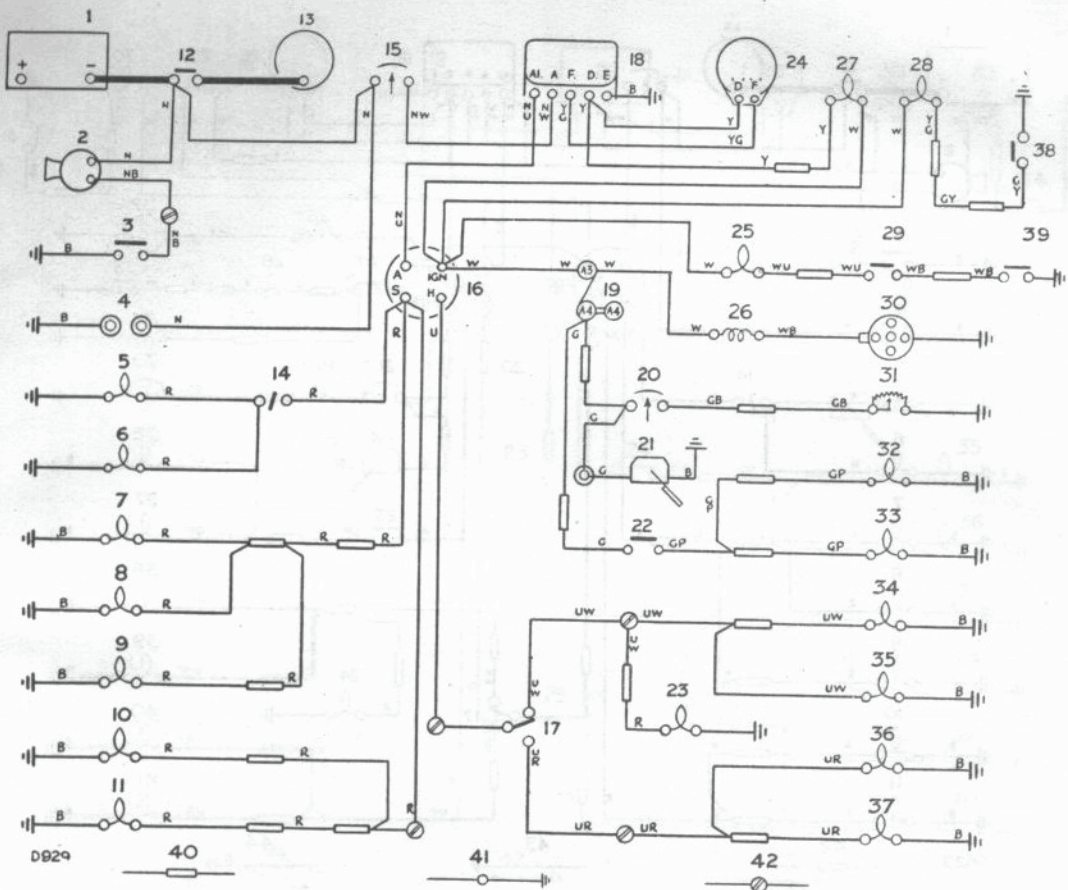 1 12 13 15 18 24 27 28
+ - A1. A F. D. E B D F
N U N W Y G Y Y YG Y W W Y G 38
2 N N N NW Y G Y
NB N B GY
3 B N U 25 29 39
A IGN W W A3 W W WU WU WB WB
4 S H 16 19 A4 A4 26 30
B N R U G W WB
5 14 20 31
R R G GB GB
6 21 32
R G B G P GP B
7 22 33
B R R R G GP GP B
8 34
B R UW UW UW B
9 U W 35
B R R U W 23 UW B
10 17 R 36
B R U R UR B
11 37
B R R UR UR UR B
D929 40 41 42